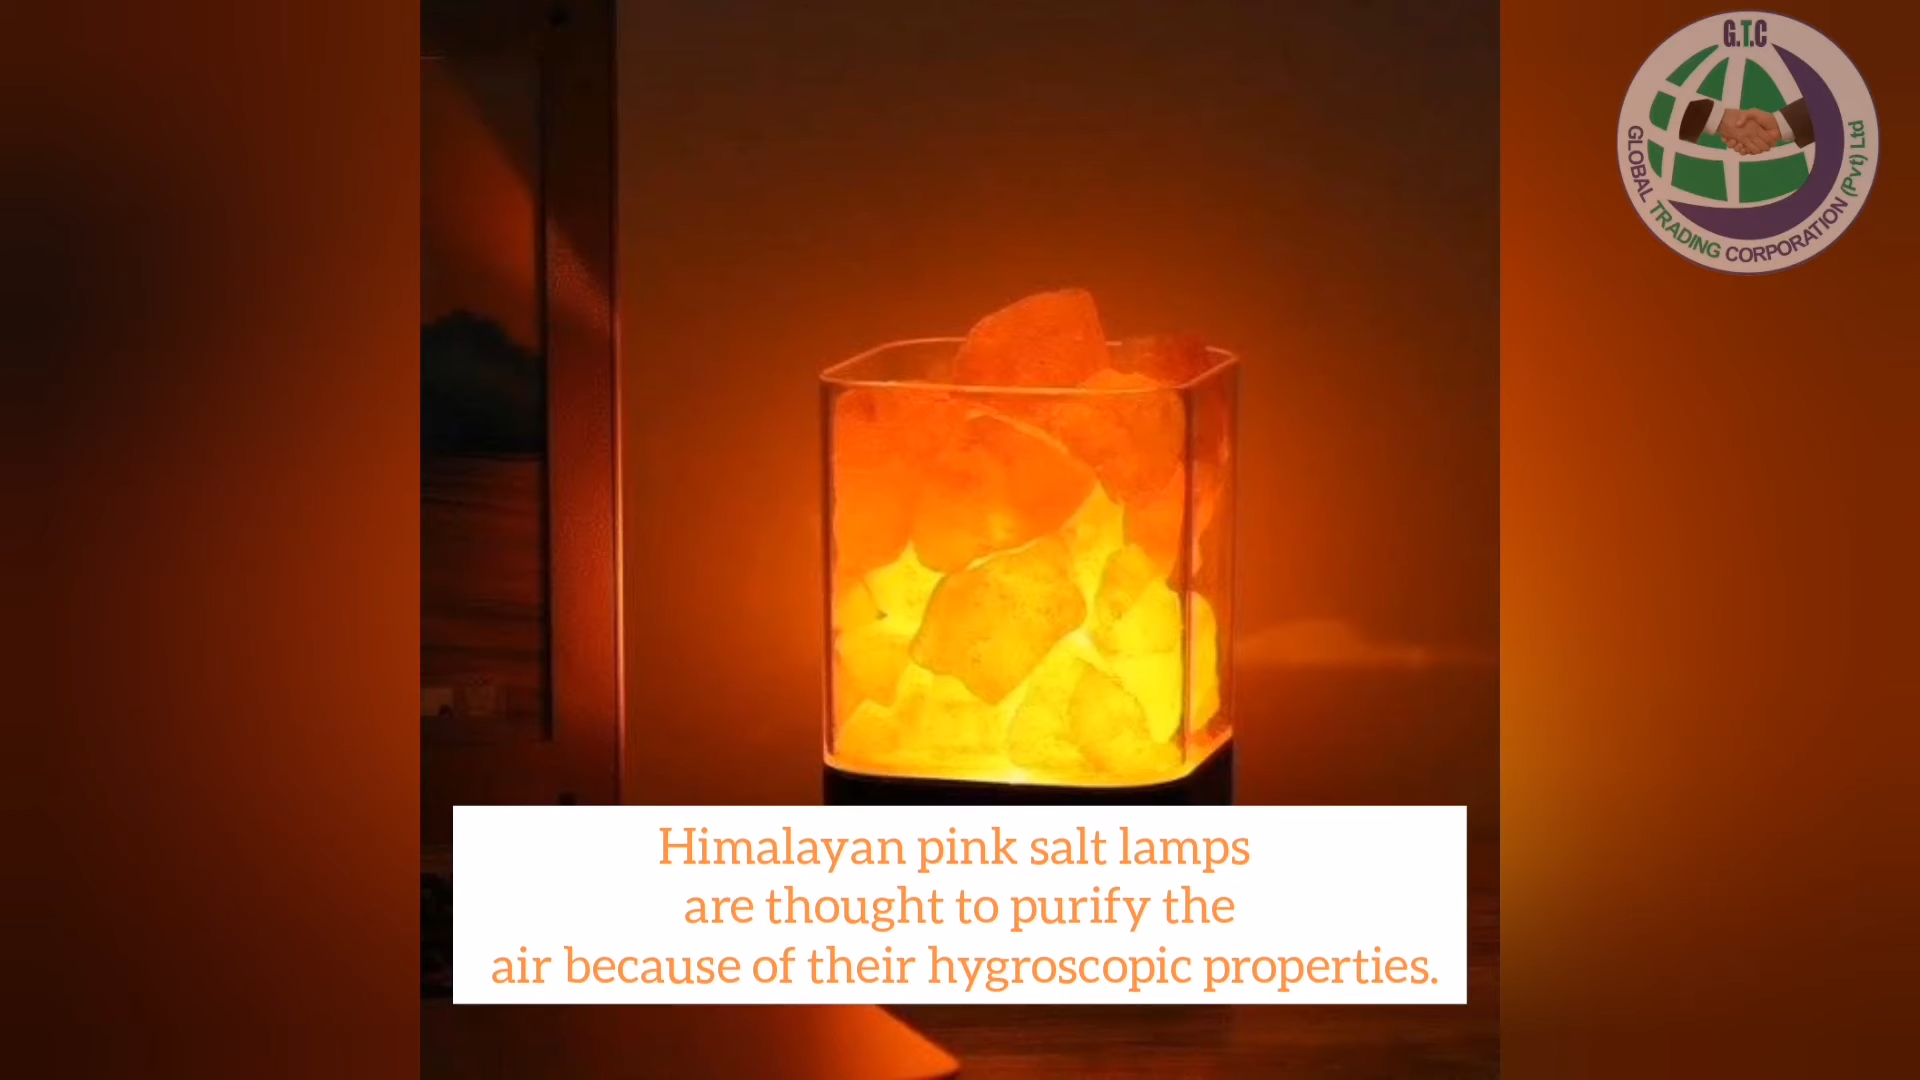 G.T.C
GLOBAL TRADING CORPORATION (Pvt) Ltd
Himalayan pink salt lamps
are thought to purify the
air because of their hygroscopic properties.